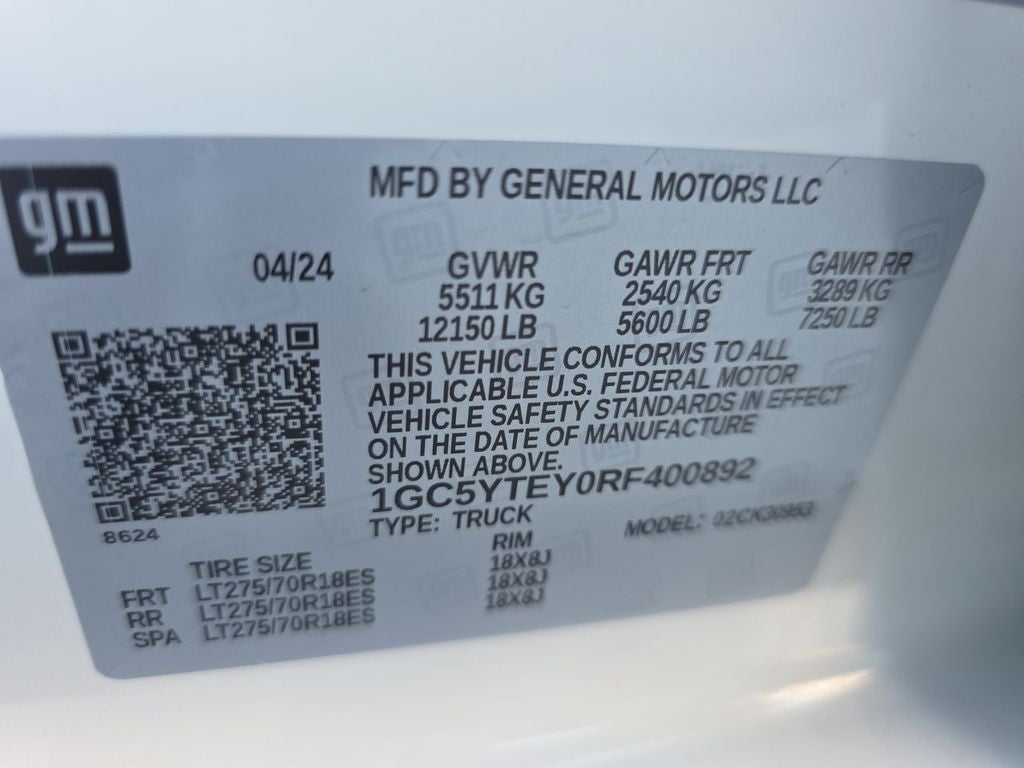 gm
MFD BY GENERAL MOTORS LLC
04/24 GVWR GAWR FRT GAWR RR
5511 KG 2540 KG 3289 KG
12150 LB 5600 LB 7250 LB
THIS VEHICLE CONFORMS TO ALL
APPLICABLE U.S. FEDERAL MOTOR
VEHICLE SAFETY STANDARDS IN EFFECT
ON THE DATE OF MANUFACTURE
SHOWN ABOVE.
1GC5YTEY0RF400892
TYPE: TRUCK MODEL: 02CK30953
8624
TIRE SIZE RIM
FRT LT275/70R18ES 18X8J
RR LT275/70R18ES 18X8J
SPA LT275/70R18ES 18X8J